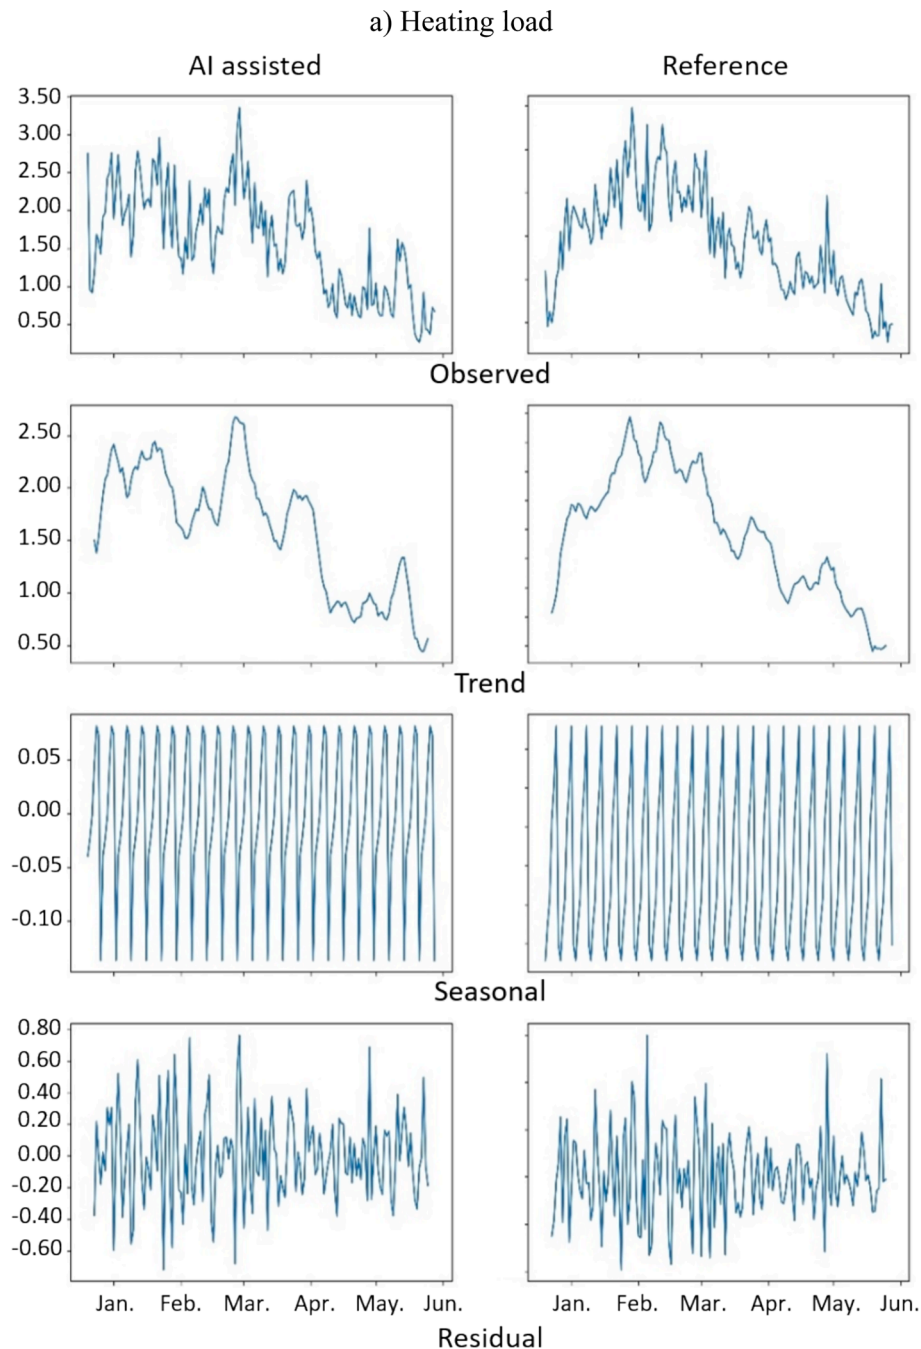 a) Heating load
AI assisted
Reference
3.50
3.00
2.50
2.00
1.50
1.00
0.50
Observed
2.50
2.00
1.50
1.00
0.50
Trend
0.05
0.00
-0.05
-0.10
Seasonal
0.80
0.60
0.40
0.20
0.00
-0.20
-0.40
-0.60
Jan. Feb. Mar. Apr. May. Jun.
Jan. Feb. Mar. Apr. May. Jun.
Residual